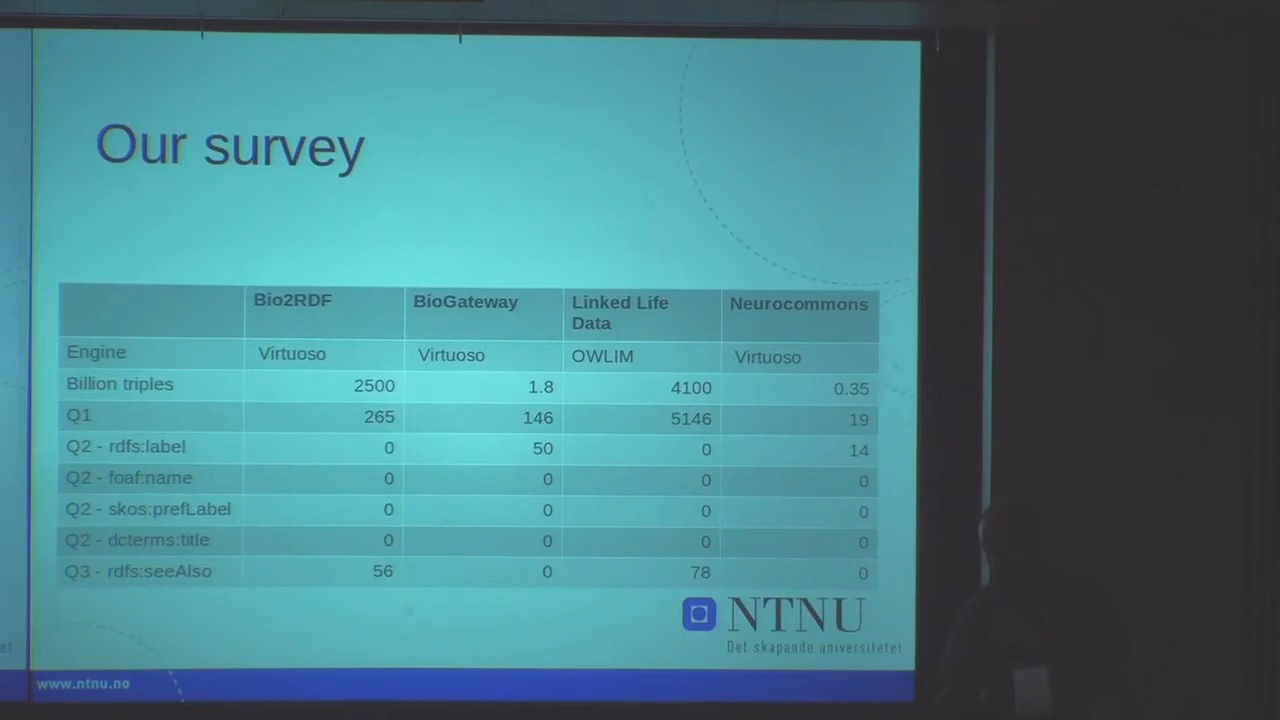 Our survey
Bio2RDF BioGateway Linked Life Data Neurocommons
Engine Virtuoso Virtuoso OWLIM Virtuoso
Billion triples 2500 1.8 4100 0.35
Q1 265 146 5146 19
Q2 - rdfs:label 0 50 0 14
Q2 - foaf:name 0 0 0 0
Q2 - skos:prefLabel 0 0 0 0
Q2 - dcterms:title 0 0 0 0
Q3 - rdfs:seeAlso 56 0 78 0
NTNU
Det skapande universitetet
www.ntnu.no